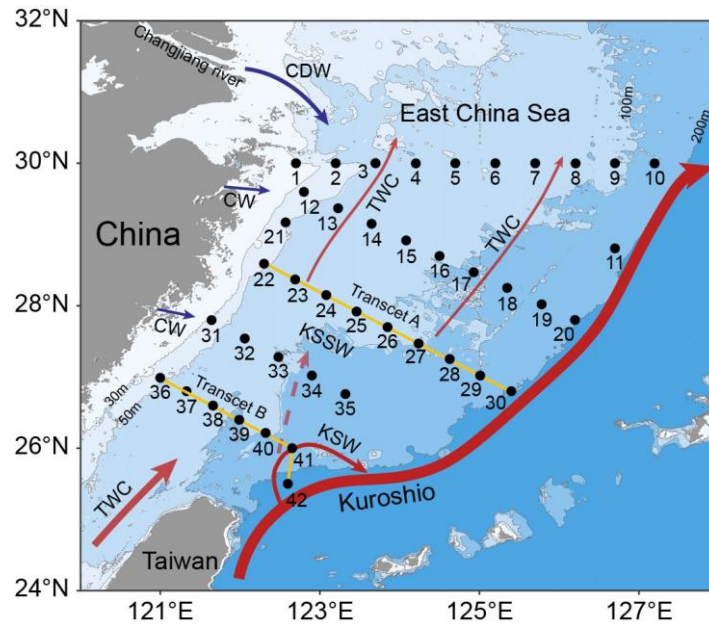 32°N
30°N
28°N
26°N
24°N
121°E
123°E
125°E
127°E
Changjiang river
CDW
East China Sea
100m
200m
1
2
3
4
5
6
7
8
9
10
CW
12
13
TWC
14
15
16
17
TWC
18
19
20
11
China
21
22
23
24
25
26
27
28
29
30
Transcet A
CW
31
32
33
KSSW
34
35
30m
50m
36
37
38
39
40
41
42
Transcet B
KSW
TWC
Kuroshio
Taiwan